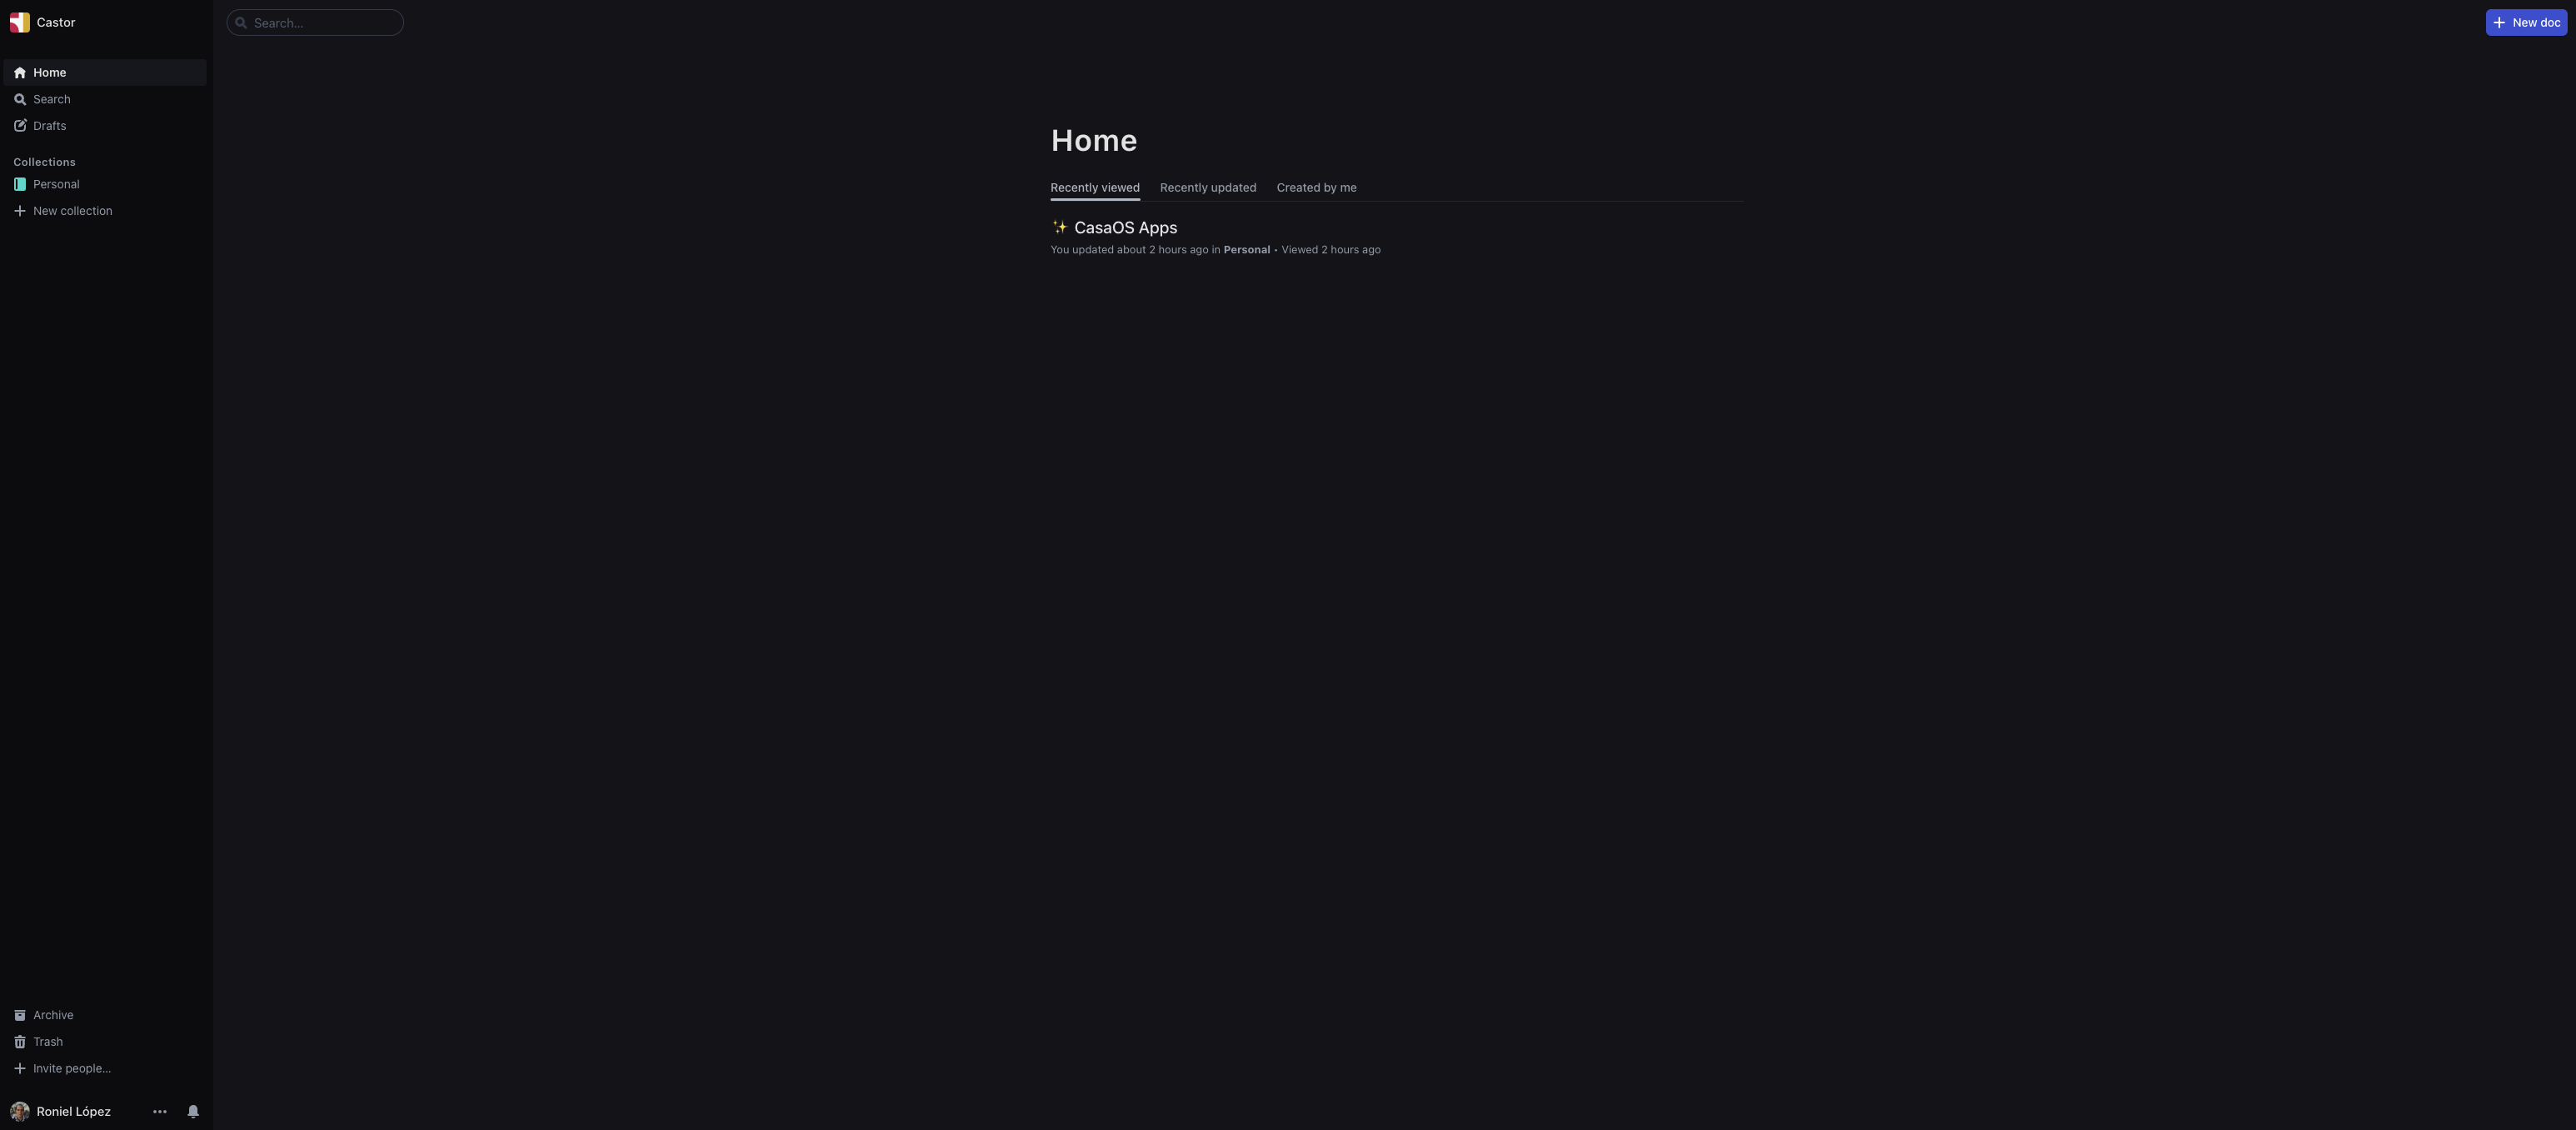 Castor
Search...
New doc
Home
Search
Drafts
Collections
Personal
New collection
Home
Recently viewed Recently updated Created by me
✨ CasaOS Apps
You updated about 2 hours ago in Personal • Viewed 2 hours ago
Archive
Trash
Invite people...
Roniel López